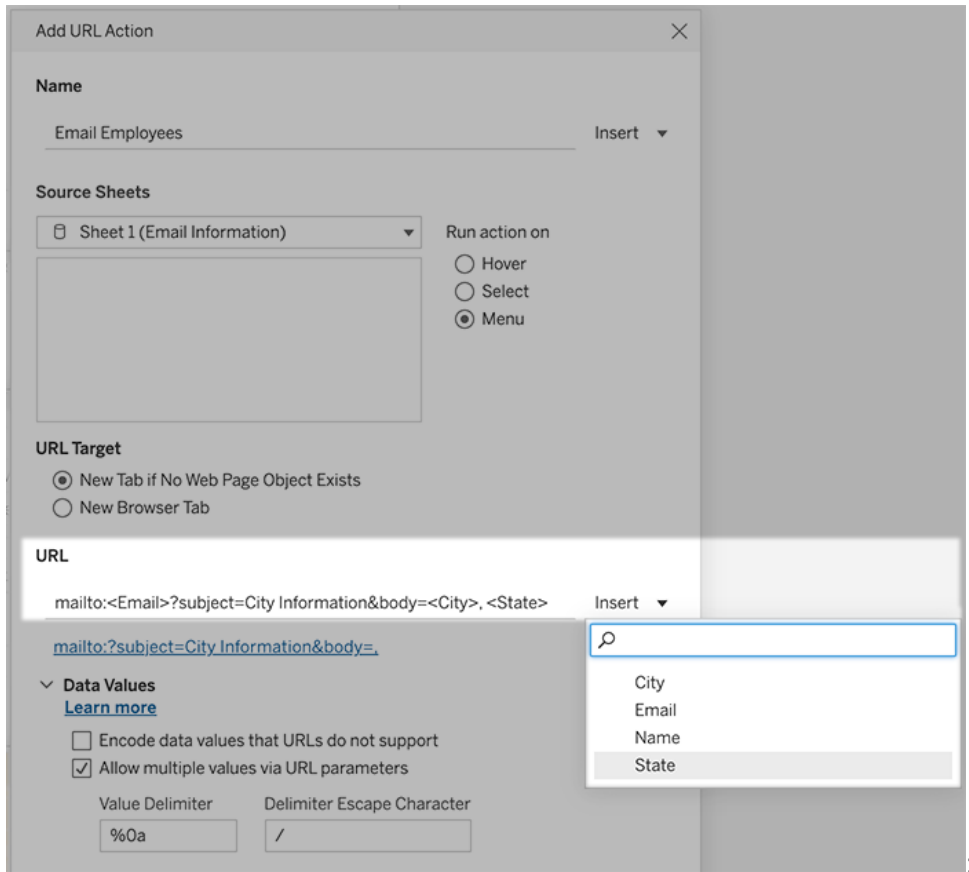 Add URL Action
Name
Email Employees Insert
Source Sheets
Sheet 1 (Email Information)
Run action on
Hover
Select
Menu
URL Target
New Tab if No Web Page Object Exists
New Browser Tab
URL
mailto:<Email>?subject=City Information&body=<City>, <State> Insert
mailto:?subject=City Information&body=,
City
Email
Name
State
Data Values
Learn more
Encode data values that URLs do not support
Allow multiple values via URL parameters
Value Delimiter Delimiter Escape Character
%0a /